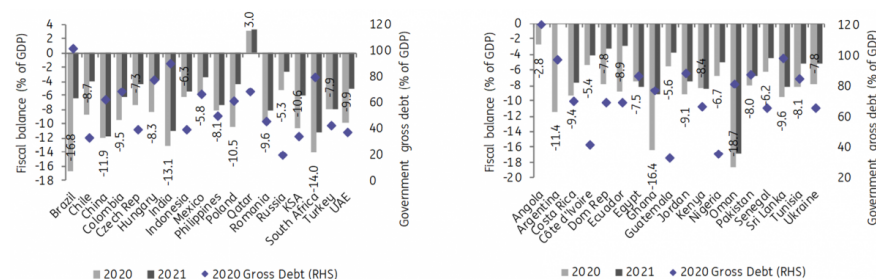 Fiscal balance (% of GDP)
4
2
0
-2
-4
-6
-8
-10
-12
-14
-16
-18
-16.8
-8.7
-11.9
-9.5
-7.3
-8.3
-13.1
-6.3
-5.8
-8.1
-10.5
3.0
-9.6
-5.3
-10.6
-14.0
-7.9
-9.9
120
100
80
60
40
20
0
Government gross debt (% of GDP)
Brazil
Chile
China
Colombia
Czech Rep
Hungary
India
Indonesia
Mexico
Philippines
Poland
Qatar
Romania
Russia
KSA
South Africa
Turkey
UAE
2020 2021 2020 Gross Debt (RHS)
Fiscal balance (% of GDP)
-0
-2
-4
-6
-8
-10
-12
-14
-16
-18
-20
-2.8
-11.4
-9.4
-5.4
-7.8
-8.9
-7.5
-16.4
-5.6
-9.1
-8.4
-6.7
-18.7
-8.0
-6.2
-9.6
-8.1
-7.8
120
100
80
60
40
20
Government gross debt (% of GDP)
Angola
Argentina
Costa Rica
Côte d'Ivoire
Dom Rep
Ecuador
Egypt
Ghana
Guatemala
Jordan
Kenya
Nigeria
Oman
Pakistan
Senegal
Sri Lanka
Tunisia
Ukraine
2020 2021 2020 Gross Debt (RHS)